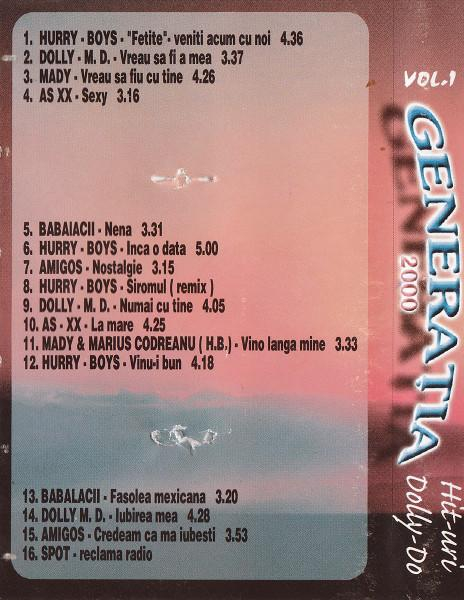 1. HURRY - BOYS - "Fetite"- veniti acum cu noi 4.36
2. DOLLY - M. D. - Vreau sa fi a mea 3.37
3. MADY - Vreau sa fiu cu tine 4.26
4. AS XX - Sexy 3.16
5. BABAIACII - Nena 3.31
6. HURRY - BOYS - Inca o data 5.00
7. AMIGOS - Nostalgie 3.15
8. HURRY - BOYS - Siromul ( remix )
9. DOLLY - M. D. - Numai cu tine 4.05
10. AS - XX - La mare 4.25
11. MADY & MARIUS CODREANU ( H.B.) - Vino langa mine 3.33
12. HURRY - BOYS - Vinu-i bun 4.18
13. BABALACII - Fasolea mexicana 3.20
14. DOLLY M. D. - Iubirea mea 4.28
15. AMIGOS - Credeam ca ma iubesti 3.53
16. SPOT - reclama radio
VOL.1
GENERAŢIA
2000
Hit-uri
Dolly-Do